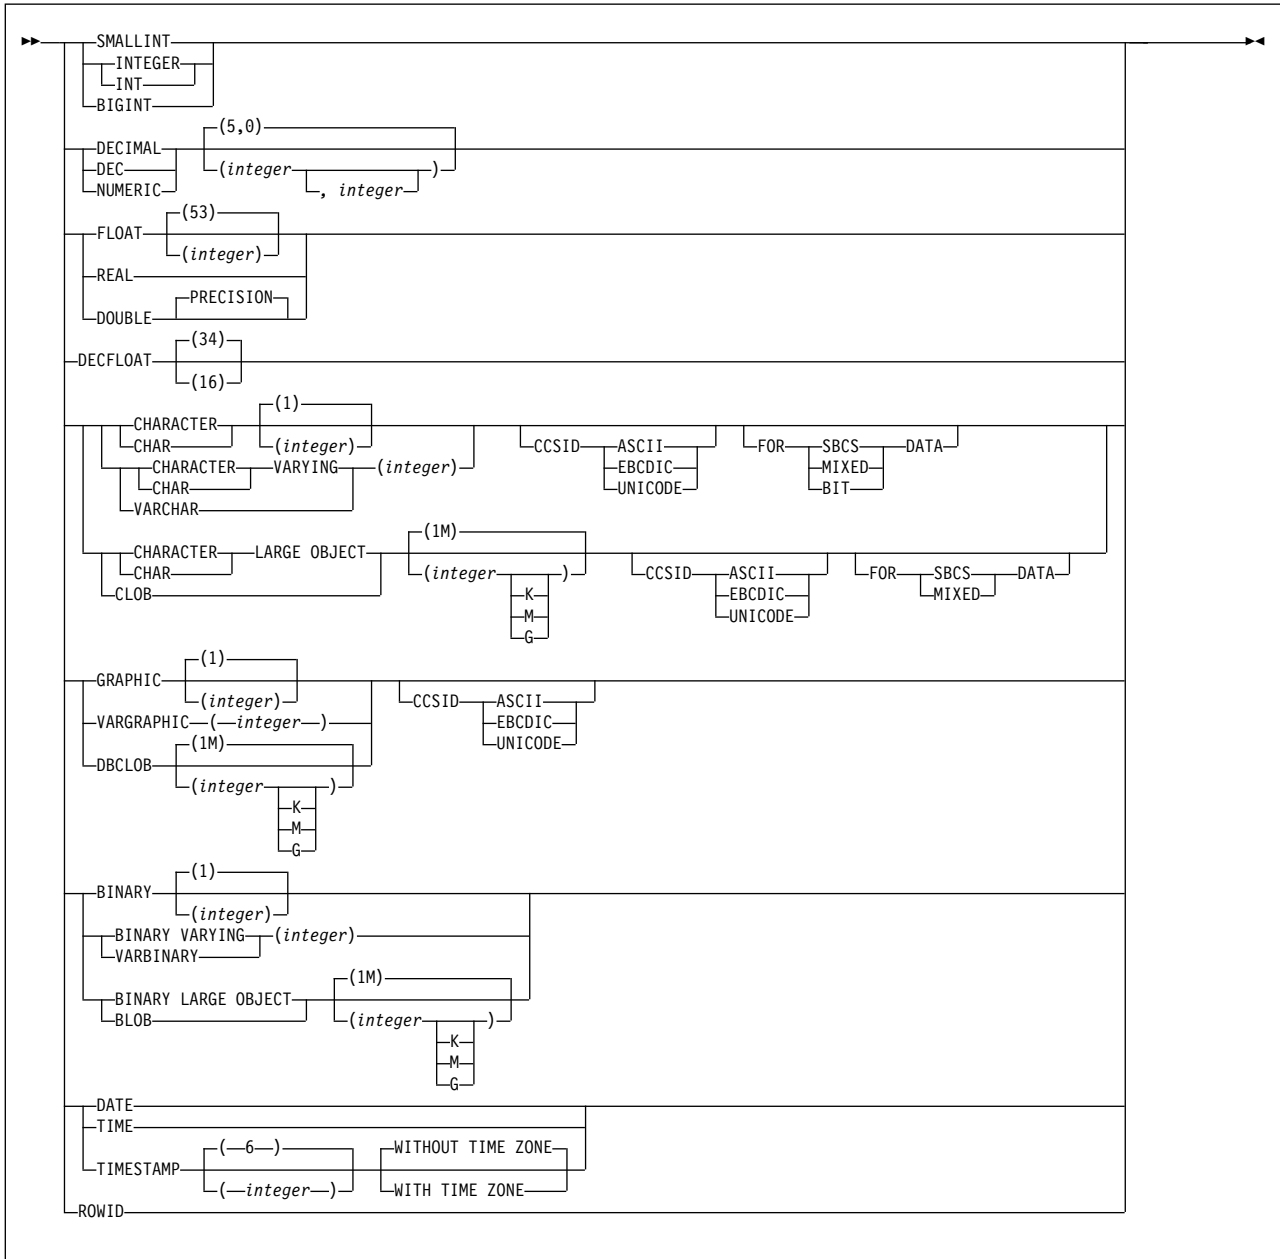 SMALLINT
INTEGER
INT
BIGINT
(5,0)
DECIMAL
DEC (integer )
NUMERIC , integer
(53)
FLOAT
(integer)
REAL
PRECISION
DOUBLE
(34)
DECFLOAT
(16)
(1)
CHARACTER
CHAR (integer) CCSID ASCII FOR SBCS DATA
CHARACTER VARYING (integer) EBCDIC MIXED
CHAR UNICODE BIT
VARCHAR
(1M)
CHARACTER LARGE OBJECT
CHAR (integer ) CCSID ASCII FOR SBCS DATA
CLOB K EBCDIC MIXED
M UNICODE
G
(1)
GRAPHIC
(integer) CCSID ASCII
VARGRAPHIC ( integer ) EBCDIC
(1M) UNICODE
DBCLOB
(integer )
K
M
G
(1)
BINARY
(integer)
BINARY VARYING (integer)
VARBINARY
(1M)
BINARY LARGE OBJECT
BLOB (integer )
K
M
G
DATE
TIME
( 6 ) WITHOUT TIME ZONE
TIMESTAMP
( integer ) WITH TIME ZONE
ROWID